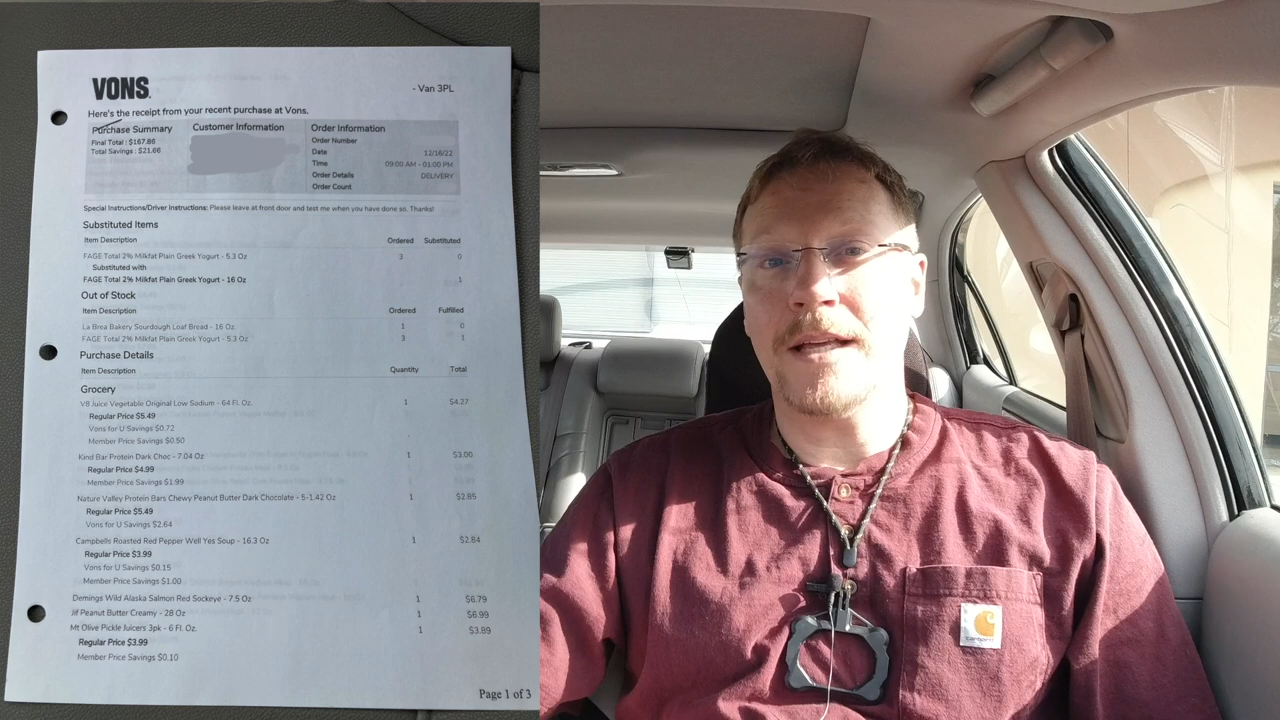 VONS.
- Van 3PL
Here's the receipt from your recent purchase at Vons.
Purchase Summary
Final Total : $167.86
Total Savings : $21.66
Customer Information
Order Information
Order Number
Date 12/16/22
Time 09:00 AM - 01:00 PM
Order Details DELIVERY
Order Count
Special Instructions/Driver Instructions: Please leave at front door and test me when you have done so. Thanks!
Substituted Items
Item Description Ordered Substituted
FAGE Total 2% Milkfat Plain Greek Yogurt - 5.3 Oz 3 0
Substituted with
FAGE Total 2% Milkfat Plain Greek Yogurt - 16 Oz 1
Out of Stock
Item Description Ordered Fulfilled
La Brea Bakery Sourdough Loaf Bread - 16 Oz. 1 0
FAGE Total 2% Milkfat Plain Greek Yogurt - 5.3 Oz 3 1
Purchase Details
Item Description Quantity Total
Grocery
V8 Juice Vegetable Original Low Sodium - 64 Fl. Oz. 1 $4.27
Regular Price $5.49
Vons for U Savings $0.72
Member Price Savings $0.50
Kind Bar Protein Dark Choc - 7.04 Oz 1 $3.00
Regular Price $4.99
Member Price Savings $1.99
Nature Valley Protein Bars Chewy Peanut Butter Dark Chocolate - 5-1.42 Oz 1 $2.85
Regular Price $5.49
Vons for U Savings $2.64
Campbells Roasted Red Pepper Well Yes Soup - 16.3 Oz 1 $2.84
Regular Price $3.99
Vons for U Savings $0.15
Member Price Savings $1.00
Demings Wild Alaska Salmon Red Sockeye - 7.5 Oz 1 $6.79
Jif Peanut Butter Creamy - 28 Oz 1 $6.99
Mt Olive Pickle Juicers 3pk - 6 Fl. Oz. 1 $3.89
Regular Price $3.99
Member Price Savings $0.10
Page 1 of 3
carhartt